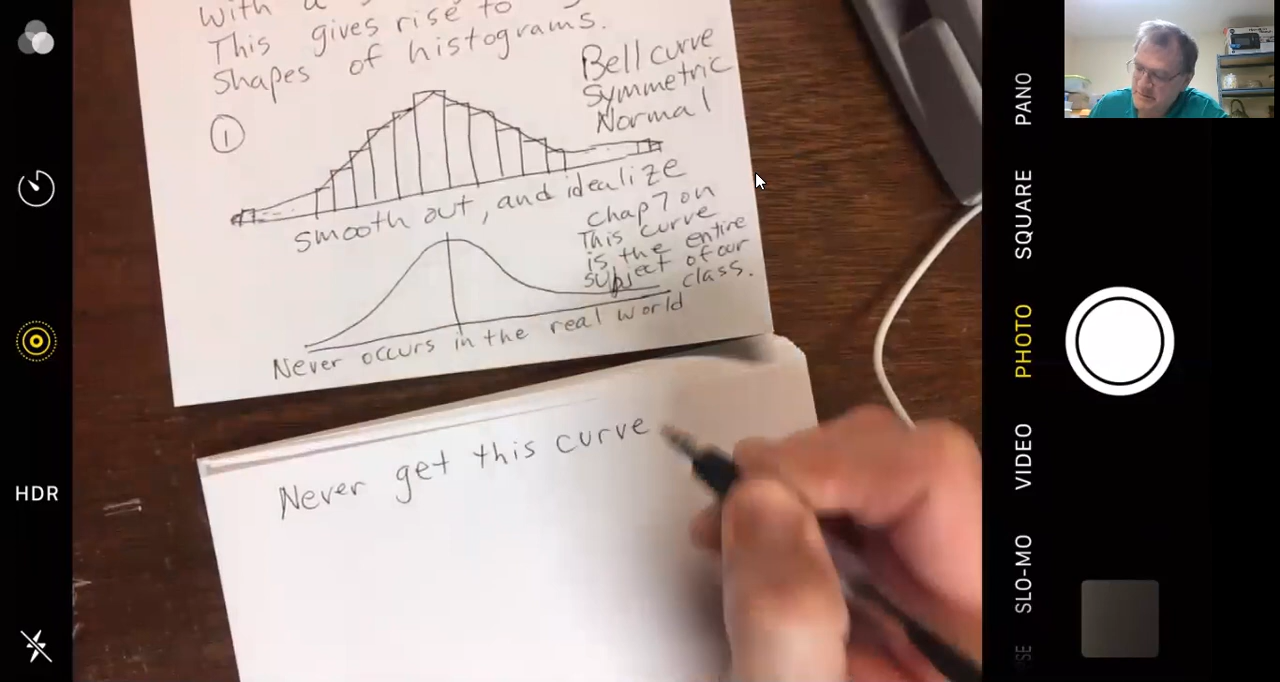 with a
This gives rise to
shapes of histograms.
Bell curve
Symmetric
Normal
1
smooth out, and idealize
chap 7 on
This curve
is the entire
subject of our
class.
Never occurs in the real world
Never get this curve
HDR
PANO
SQUARE
PHOTO
VIDEO
SLO-MO